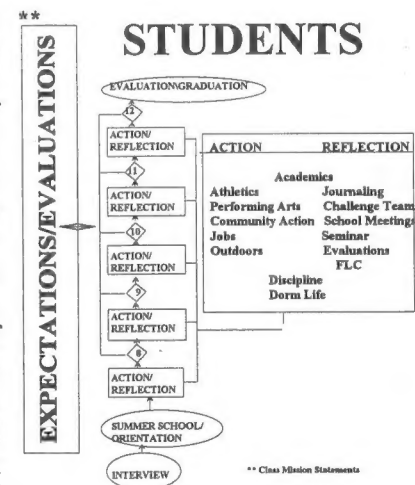 **
STUDENTS
EXPECTATIONS/EVALUATIONS
EVALUATION\GRADUATION
12
ACTION/
REFLECTION
11
ACTION/
REFLECTION
10
ACTION/
REFLECTION
9
ACTION/
REFLECTION
8
ACTION/
REFLECTION
SUMMER SCHOOL/
ORIENTATION
INTERVIEW
ACTION REFLECTION
Academics
Athletics Journaling
Performing Arts Challenge Team
Community Action School Meetings
Jobs Seminar
Outdoors Evaluations
FLC
Discipline
Dorm Life
** Class Mission Statements